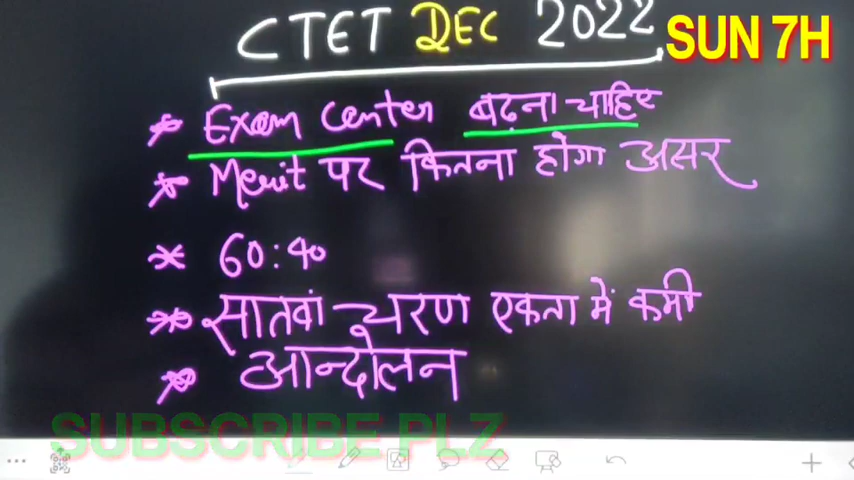 CTET DEC 2022
SUN 7H
* Exam Center बढ़ना चाहिए
* Merit पर कितना होगा असर
* 60:40
* सातवां चरण एकता में कमी
* आन्दोलन
SUBSCRIBE PLZ